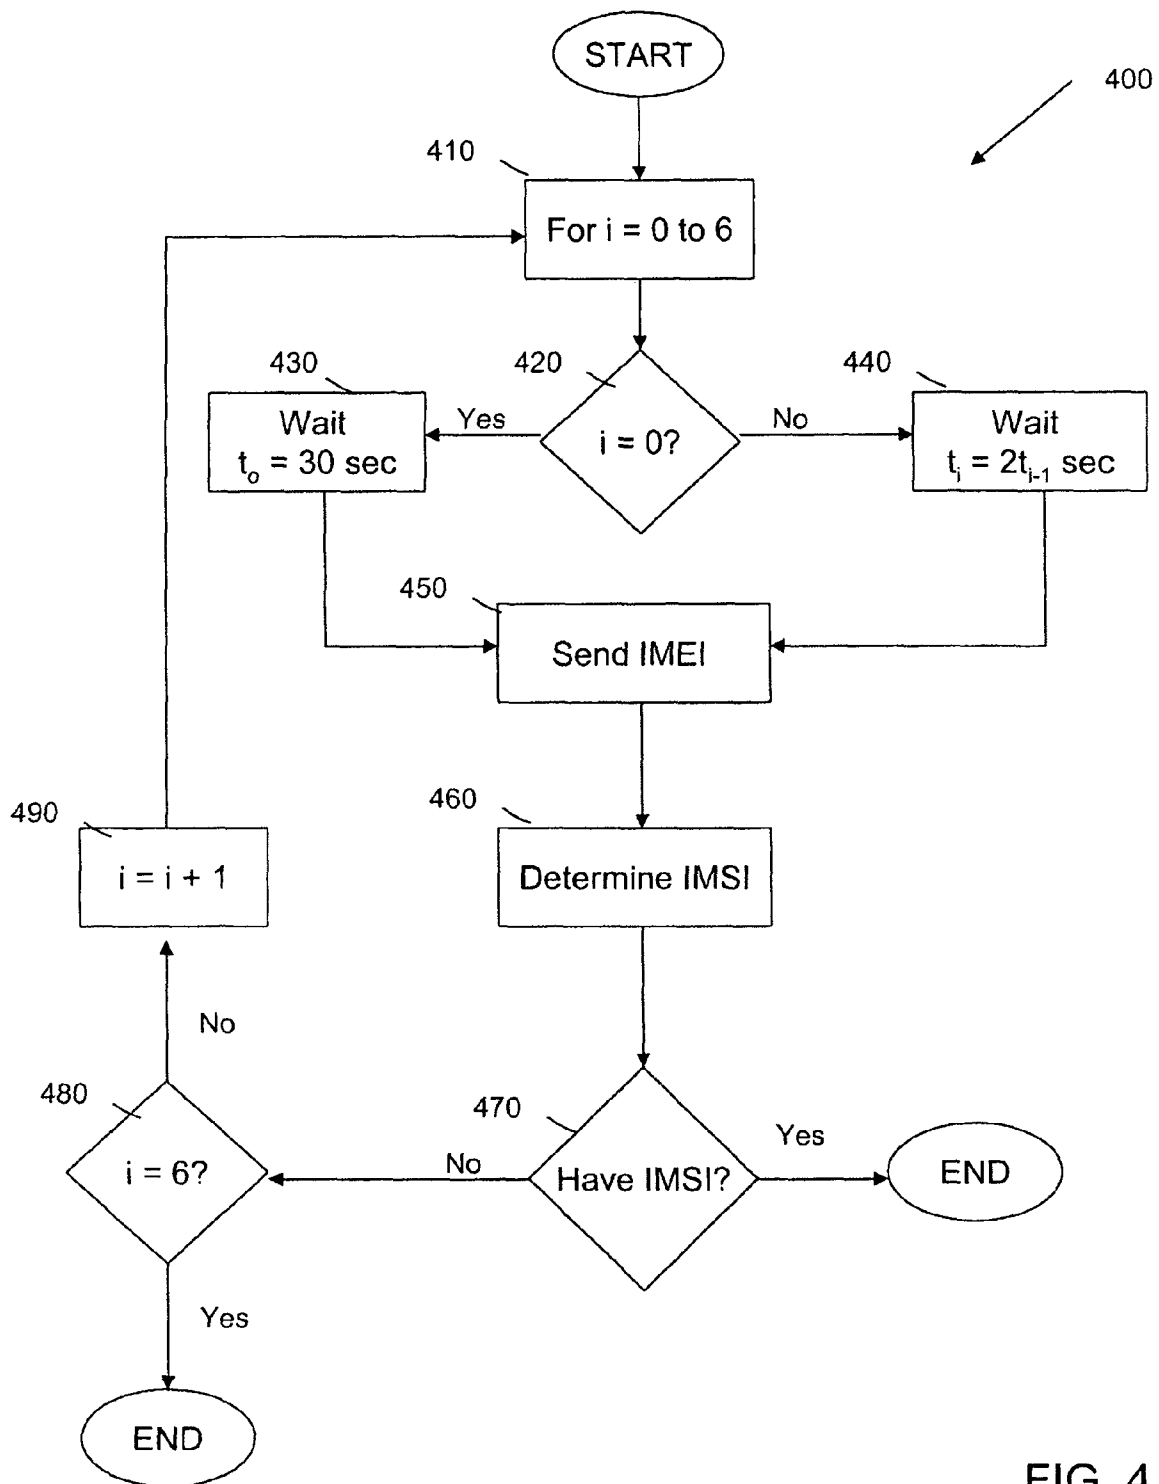 START
400
410
For i = 0 to 6
430
420
440
Wait
t₀ = 30 sec
Yes
i = 0?
No
Wait
tᵢ = 2tᵢ₋₁ sec
450
Send IMEI
490
i = i + 1
460
Determine IMSI
No
480
i = 6?
470
No
Have IMSI?
Yes
END
Yes
END
FIG. 4